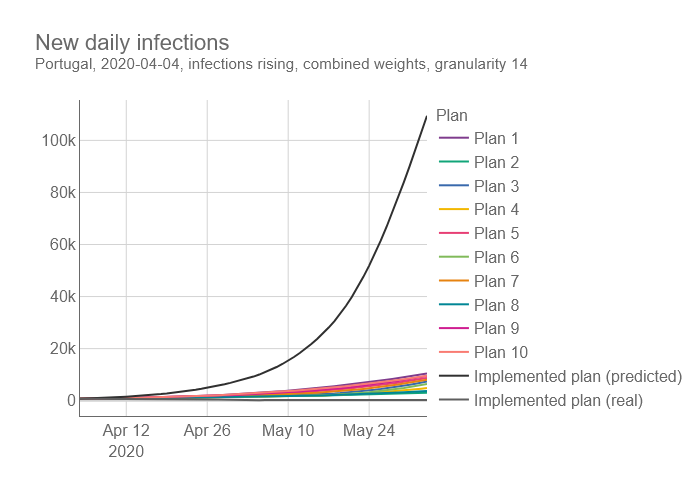 New daily infections
Portugal, 2020-04-04, infections rising, combined weights, granularity 14
Plan
100k
80k
60k
40k
20k
0
Apr 12
2020
Apr 26
May 10
May 24
Plan 1
Plan 2
Plan 3
Plan 4
Plan 5
Plan 6
Plan 7
Plan 8
Plan 9
Plan 10
Implemented plan (predicted)
Implemented plan (real)